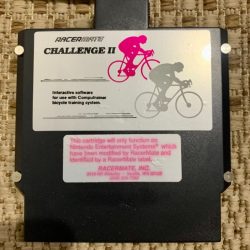 RACERMATE
CHALLENGE II
Interactive software
for use with Computrainer
bicycle training system.
This cartridge will only function on
Nintendo Entertainment Systems® which
have been modified by RacerMate and
identified by a RacerMate label.
RACERMATE, INC.